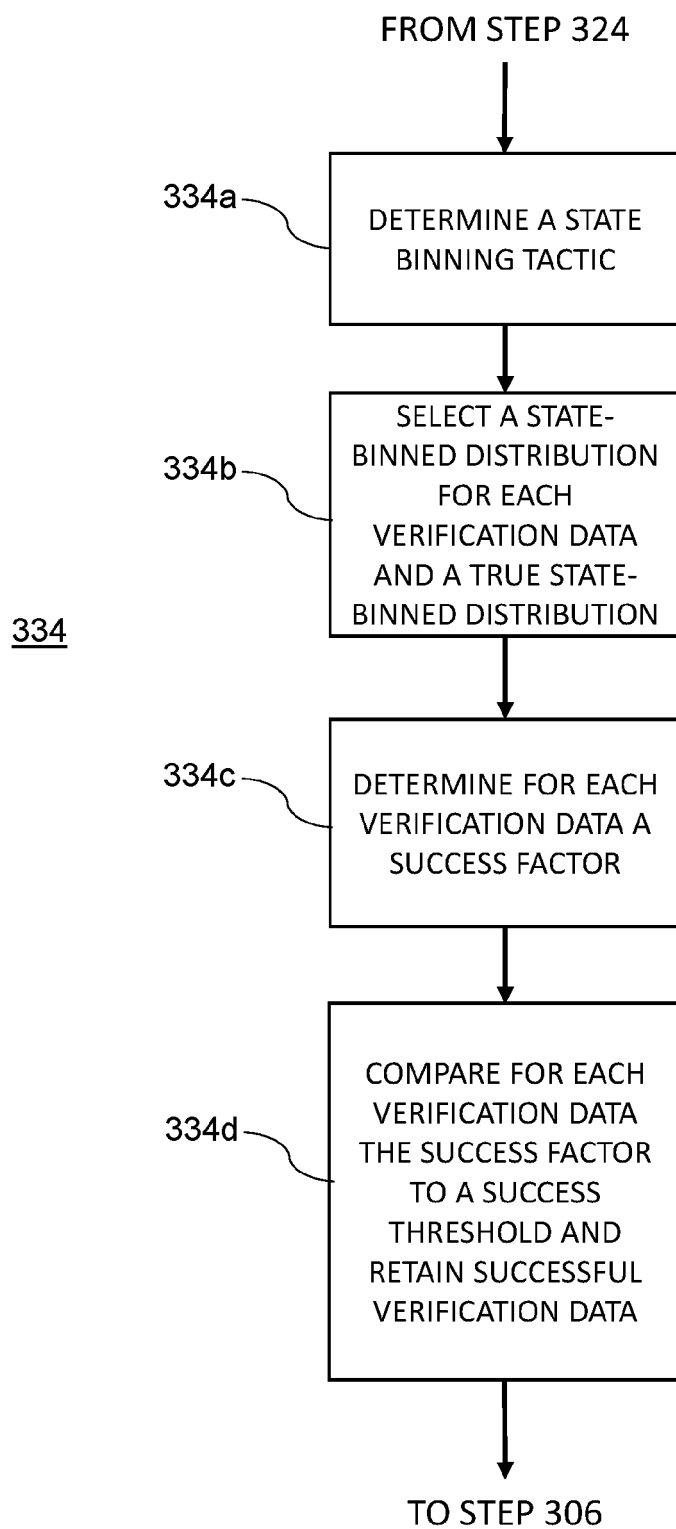 FROM STEP 324
334a
DETERMINE A STATE
BINNING TACTIC
334b
SELECT A STATE-
BINNED DISTRIBUTION
FOR EACH
VERIFICATION DATA
AND A TRUE STATE-
BINNED DISTRIBUTION
334
334c
DETERMINE FOR EACH
VERIFICATION DATA A
SUCCESS FACTOR
334d
COMPARE FOR EACH
VERIFICATION DATA
THE SUCCESS FACTOR
TO A SUCCESS
THRESHOLD AND
RETAIN SUCCESSFUL
VERIFICATION DATA
TO STEP 306